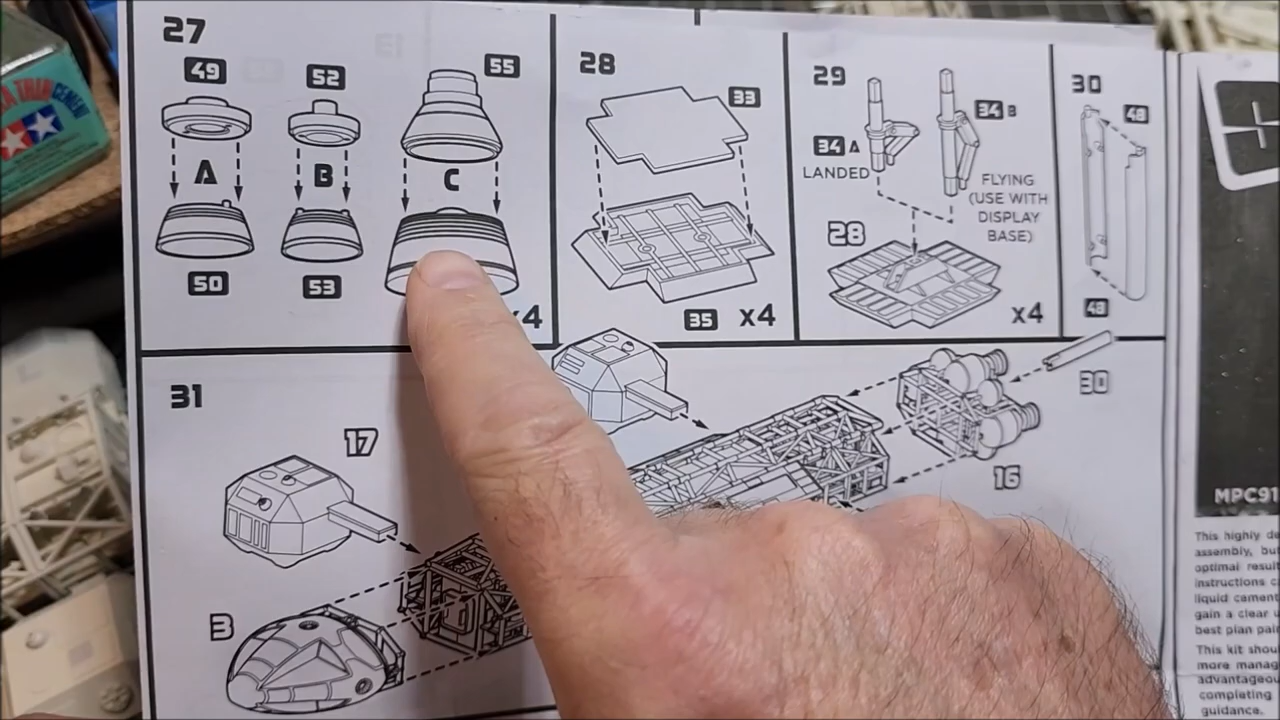 27
49
52
55
A
B
C
50
53
x4
28
33
35
x4
29
34 A
LANDED
34 B
FLYING
(USE WITH
DISPLAY
BASE)
28
x4
30
48
48
31
17
3
30
16
CEMENT
MPC91
This highly de
assembly, bu
optimal resul
instructions c
liquid cement
gain a clear u
best plan pai
This kit shou
more manag
advantageou
completing
guidance.